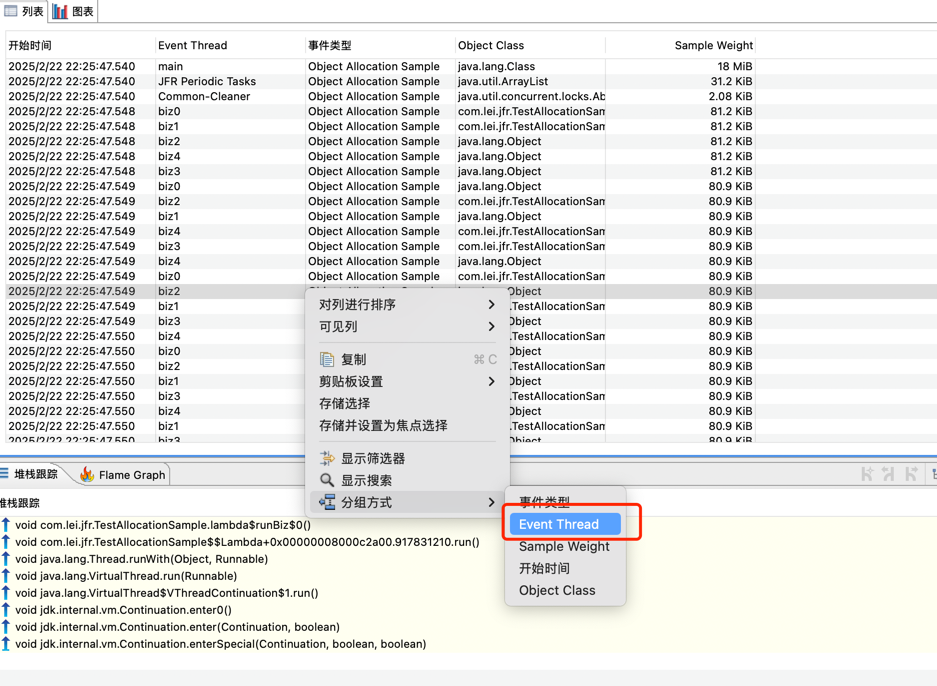 列表 图表
开始时间 Event Thread 事件类型 Object Class Sample Weight
2025/2/22 22:25:47.540 main Object Allocation Sample java.lang.Class 18 MiB
2025/2/22 22:25:47.540 JFR Periodic Tasks Object Allocation Sample java.util.ArrayList 31.2 KiB
2025/2/22 22:25:47.540 Common-Cleaner Object Allocation Sample java.util.concurrent.locks.Ab 2.08 KiB
2025/2/22 22:25:47.548 biz0 Object Allocation Sample com.lei.jfr.TestAllocationSam 81.2 KiB
2025/2/22 22:25:47.548 biz1 Object Allocation Sample com.lei.jfr.TestAllocationSam 81.2 KiB
2025/2/22 22:25:47.548 biz2 Object Allocation Sample java.lang.Object 81.2 KiB
2025/2/22 22:25:47.548 biz4 Object Allocation Sample java.lang.Object 81.2 KiB
2025/2/22 22:25:47.548 biz3 Object Allocation Sample java.lang.Object 81.2 KiB
2025/2/22 22:25:47.549 biz0 Object Allocation Sample java.lang.Object 80.9 KiB
2025/2/22 22:25:47.549 biz2 Object Allocation Sample com.lei.jfr.TestAllocationSam 80.9 KiB
2025/2/22 22:25:47.549 biz1 Object Allocation Sample java.lang.Object 80.9 KiB
2025/2/22 22:25:47.549 biz4 Object Allocation Sample com.lei.jfr.TestAllocationSam 80.9 KiB
2025/2/22 22:25:47.549 biz3 Object Allocation Sample com.lei.jfr.TestAllocationSam 80.9 KiB
2025/2/22 22:25:47.549 biz4 Object Allocation Sample java.lang.Object 80.9 KiB
2025/2/22 22:25:47.549 biz0 Object Allocation Sample com.lei.jfr.TestAllocationSam 80.9 KiB
2025/2/22 22:25:47.549 biz2 Object 80.9 KiB
2025/2/22 22:25:47.549 biz1 .TestAllocationSam 80.9 KiB
2025/2/22 22:25:47.549 biz3 Object 80.9 KiB
2025/2/22 22:25:47.550 biz4 .TestAllocationSam 80.9 KiB
2025/2/22 22:25:47.550 biz0 Object 80.9 KiB
2025/2/22 22:25:47.550 biz2 .TestAllocationSam 80.9 KiB
2025/2/22 22:25:47.550 biz1 Object 80.9 KiB
2025/2/22 22:25:47.550 biz3 .TestAllocationSam 80.9 KiB
2025/2/22 22:25:47.550 biz4 Object 80.9 KiB
2025/2/22 22:25:47.550 biz1 .TestAllocationSam 80.9 KiB
2025/2/22 22:25:47.550 biz3 Object 80.9 KiB
对列进行排序
可见列
复制 ⌘ C
剪贴板设置
存储选择
存储并设置为焦点选择
显示筛选器
显示搜索
分组方式
事件类型
Event Thread
Sample Weight
开始时间
Object Class
堆栈跟踪 Flame Graph
堆栈跟踪
void com.lei.jfr.TestAllocationSample.lambda$runBiz$0()
void com.lei.jfr.TestAllocationSample$$Lambda+0x00000008000c2a00.917831210.run()
void java.lang.Thread.runWith(Object, Runnable)
void java.lang.VirtualThread.run(Runnable)
void java.lang.VirtualThread$VThreadContinuation$1.run()
void jdk.internal.vm.Continuation.enter0()
void jdk.internal.vm.Continuation.enter(Continuation, boolean)
void jdk.internal.vm.Continuation.enterSpecial(Continuation, boolean, boolean)